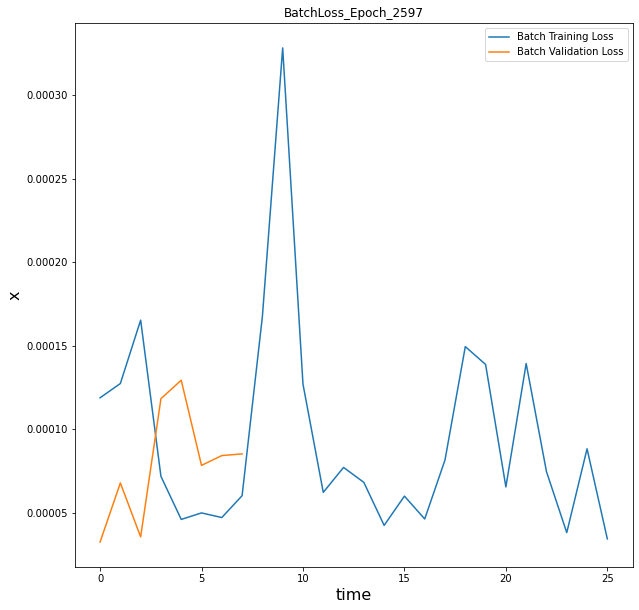 BatchLoss_Epoch_2597
Batch Training Loss
Batch Validation Loss
0.00030
0.00025
0.00020
0.00015
0.00010
0.00005
x
0 5 10 15 20 25
time